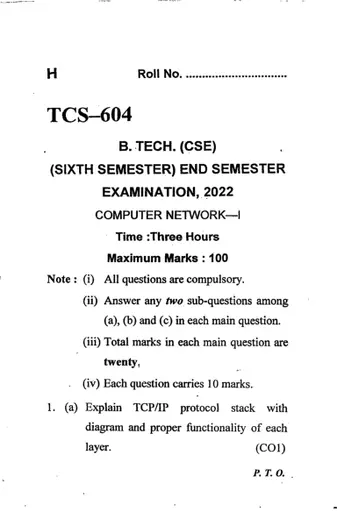 H Roll No. ...............................
TCS–604
B. TECH. (CSE)
(SIXTH SEMESTER) END SEMESTER
EXAMINATION, 2022
COMPUTER NETWORK—I
Time :Three Hours
Maximum Marks : 100
Note : (i) All questions are compulsory.
(ii) Answer any two sub-questions among
(a), (b) and (c) in each main question.
(iii) Total marks in each main question are
twenty.
(iv) Each question carries 10 marks.
1. (a) Explain TCP/IP protocol stack with
diagram and proper functionality of each
layer. (CO1)
P. T. O.